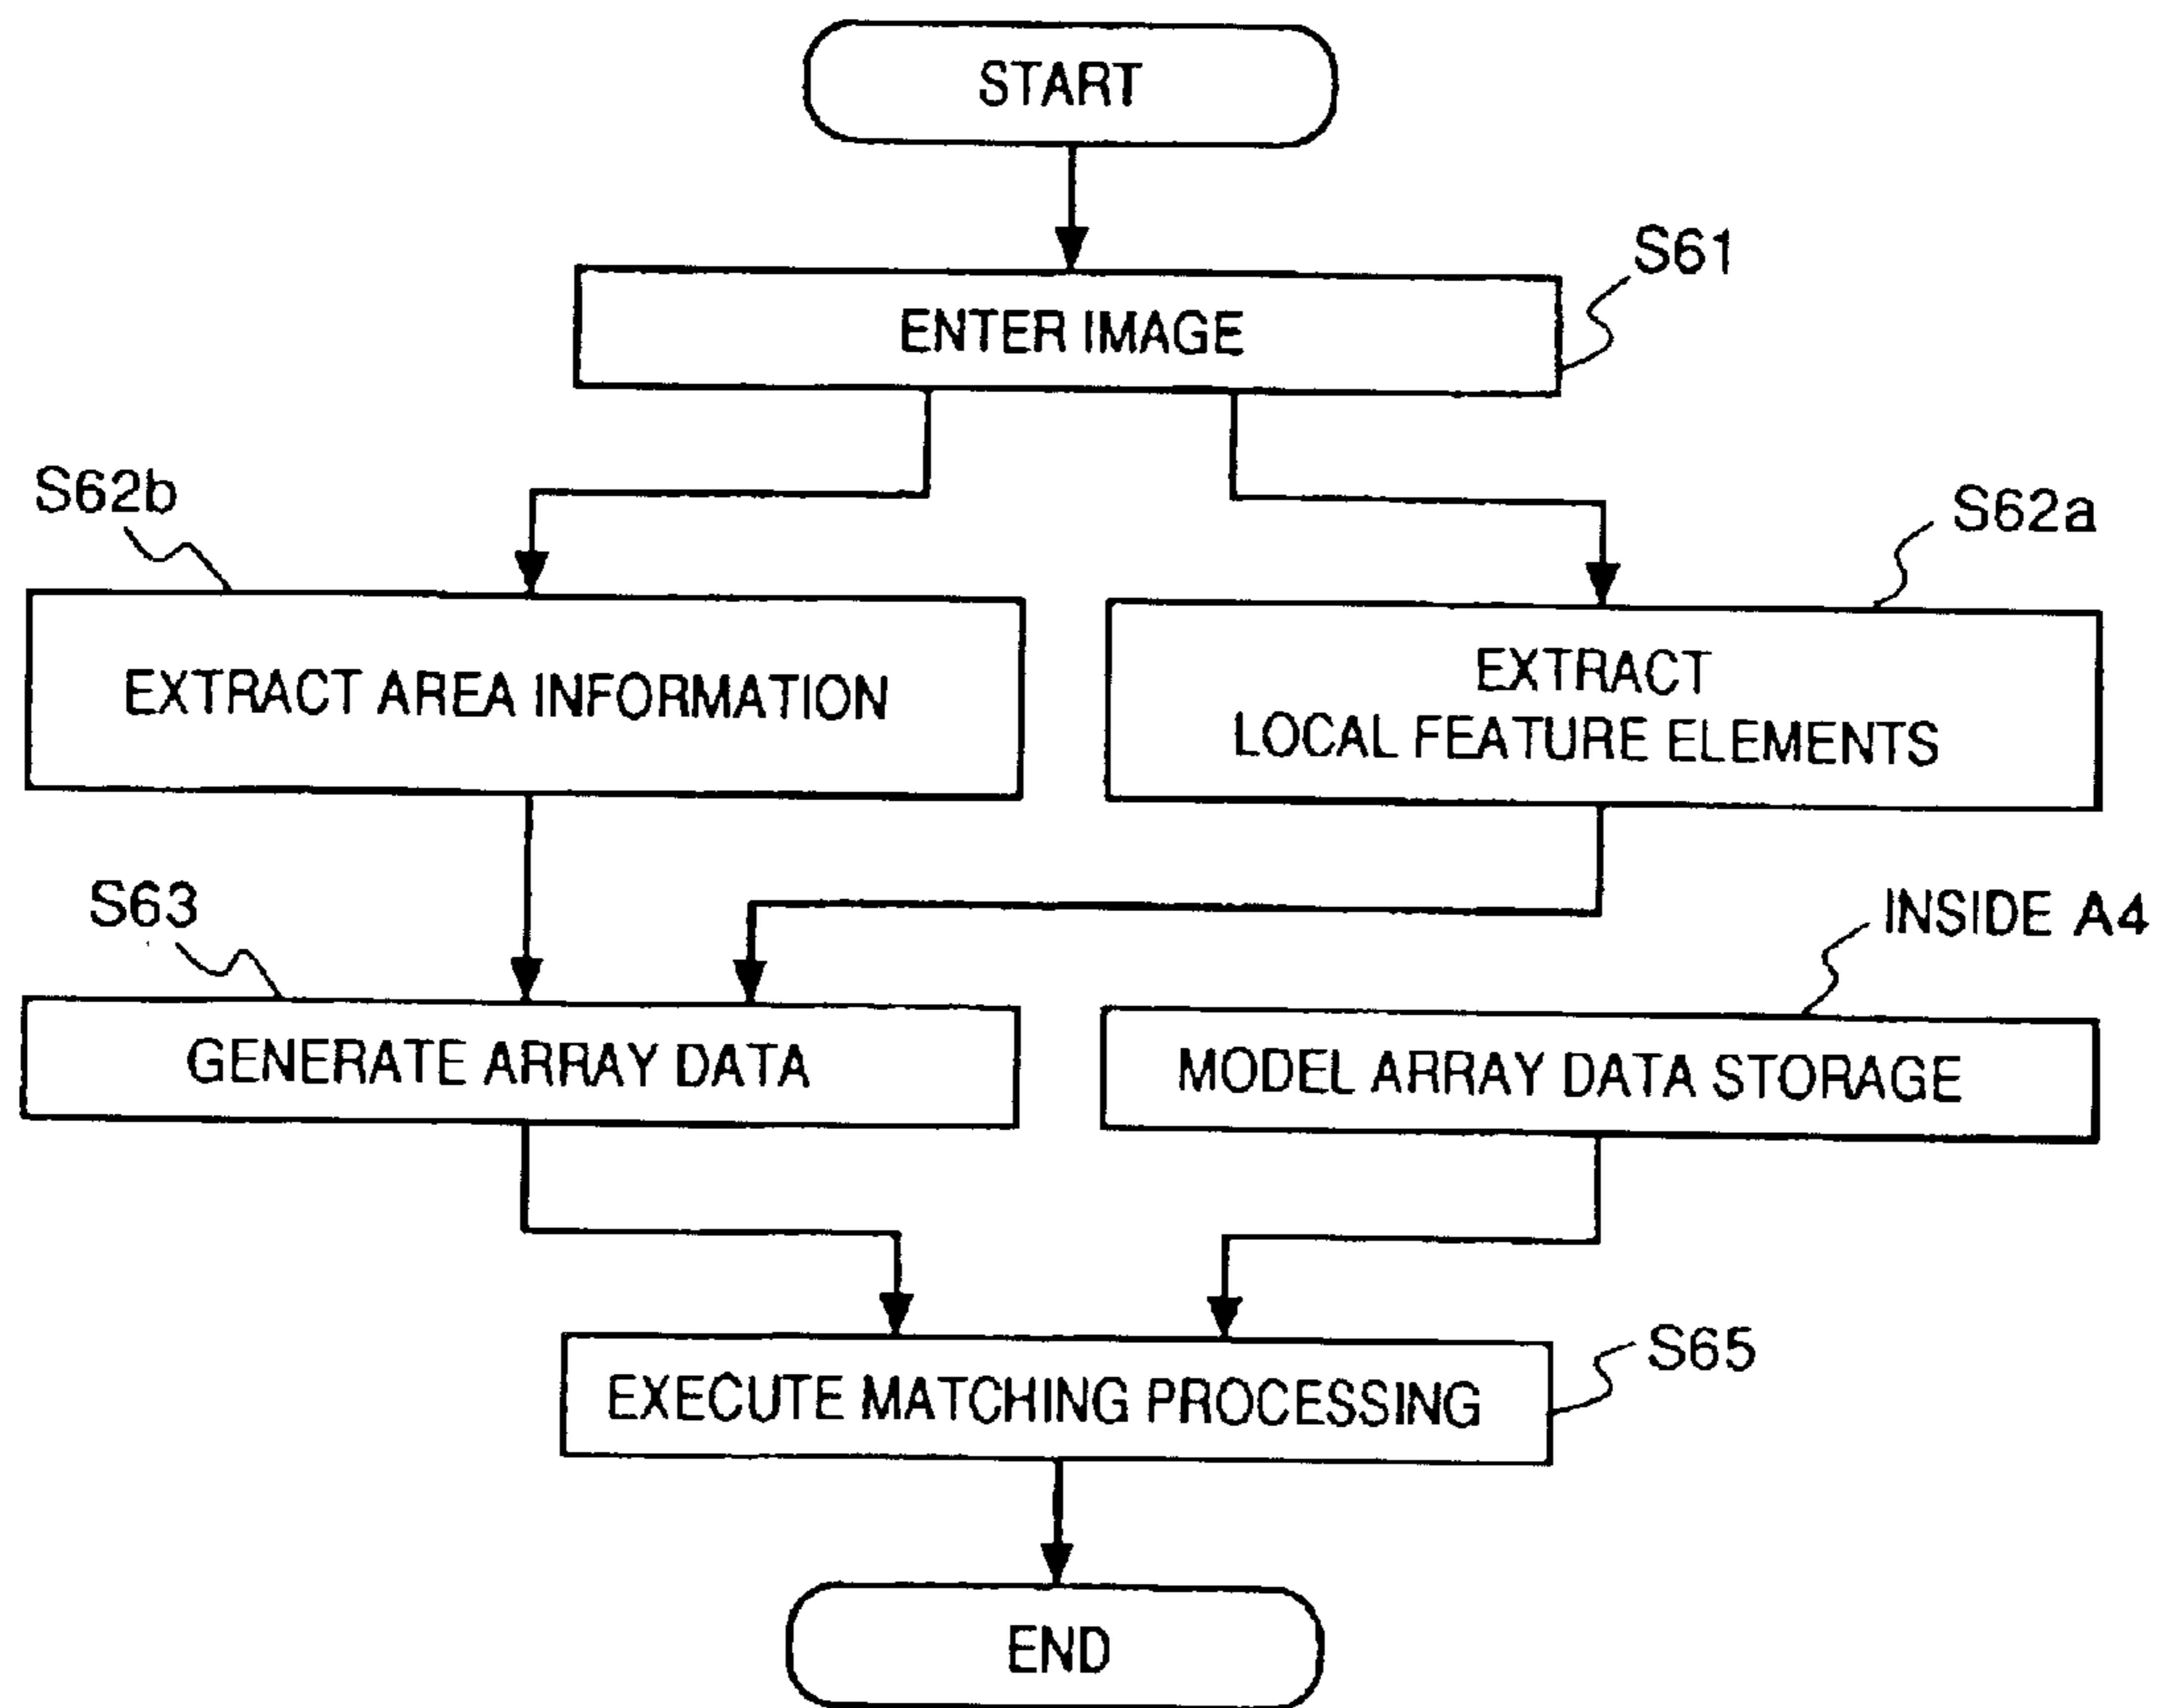 START
S61
ENTER IMAGE
S62b
S62a
EXTRACT AREA INFORMATION
EXTRACT
LOCAL FEATURE ELEMENTS
S63
INSIDE A4
GENERATE ARRAY DATA
MODEL ARRAY DATA STORAGE
S65
EXECUTE MATCHING PROCESSING
END